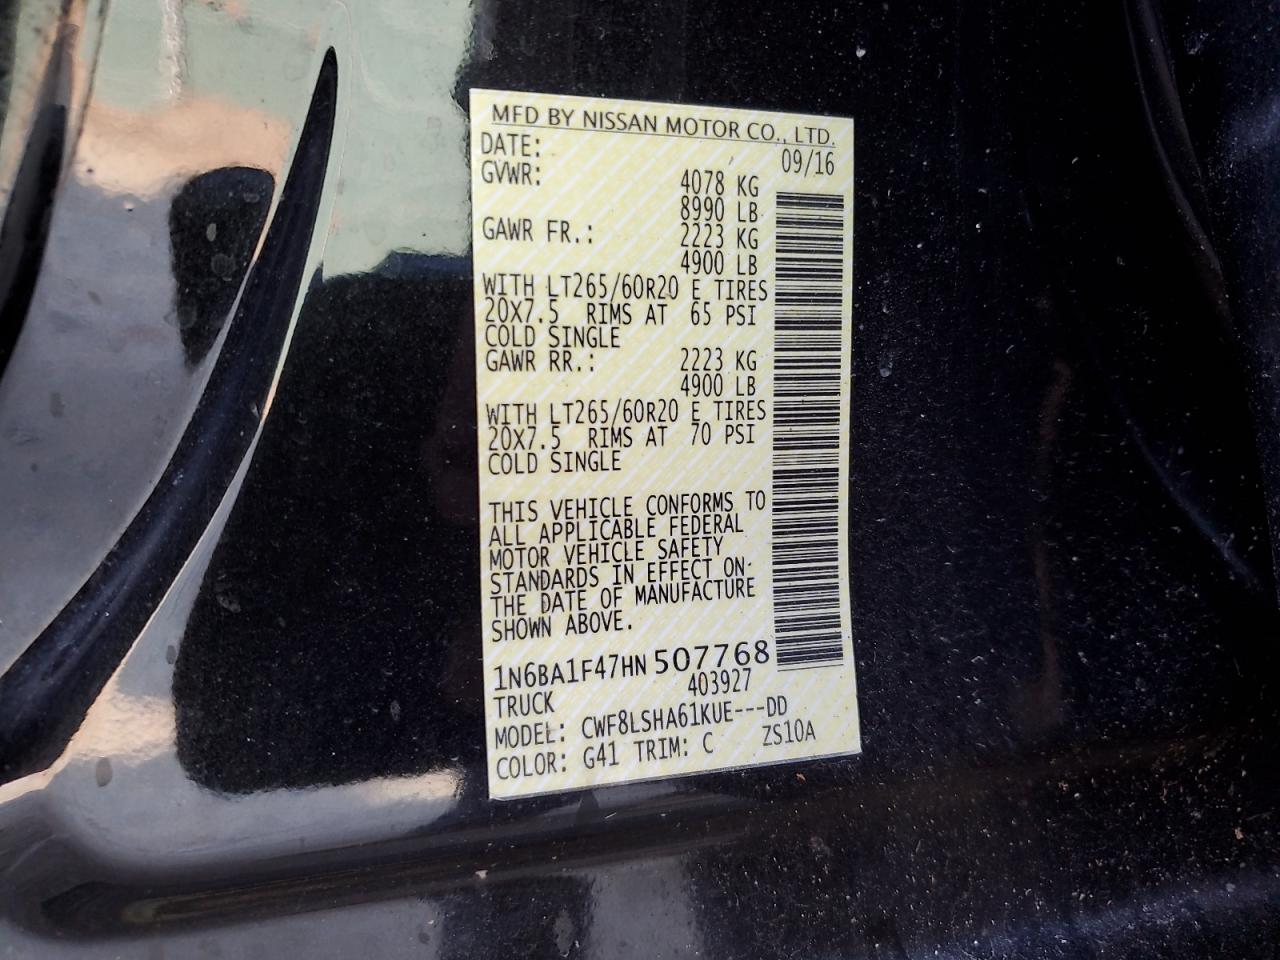 MFD BY NISSAN MOTOR CO., LTD.
DATE: 09/16
GVWR: 4078 KG
8990 LB
GAWR FR.: 2223 KG
4900 LB
WITH LT265/60R20 E TIRES
20X7.5 RIMS AT 65 PSI
COLD SINGLE
GAWR RR.: 2223 KG
4900 LB
WITH LT265/60R20 E TIRES
20X7.5 RIMS AT 70 PSI
COLD SINGLE
THIS VEHICLE CONFORMS TO
ALL APPLICABLE FEDERAL
MOTOR VEHICLE SAFETY
STANDARDS IN EFFECT ON
THE DATE OF MANUFACTURE
SHOWN ABOVE.
1N6BA1F47HN507768
TRUCK 403927
MODEL: CWF8LSHA61KUE---DD
COLOR: G41 TRIM: C ZS10A